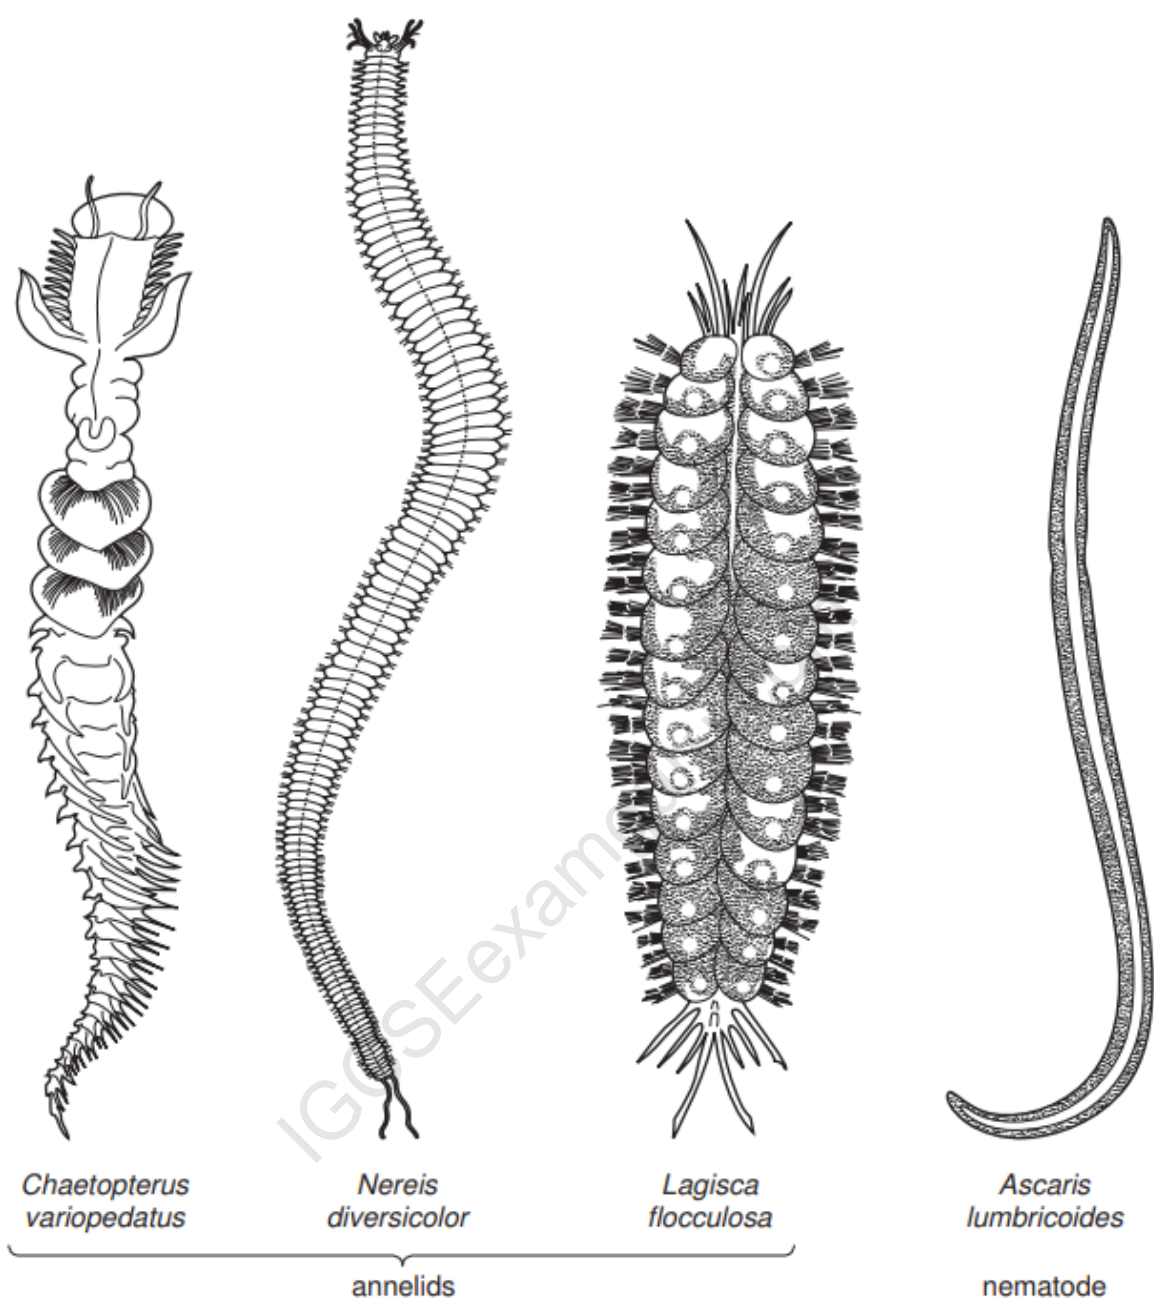 Chaetopterus
variopedatus
Nereis
diversicolor
Lagisca
flocculosa
Ascaris
lumbricoides
annelids
nematode